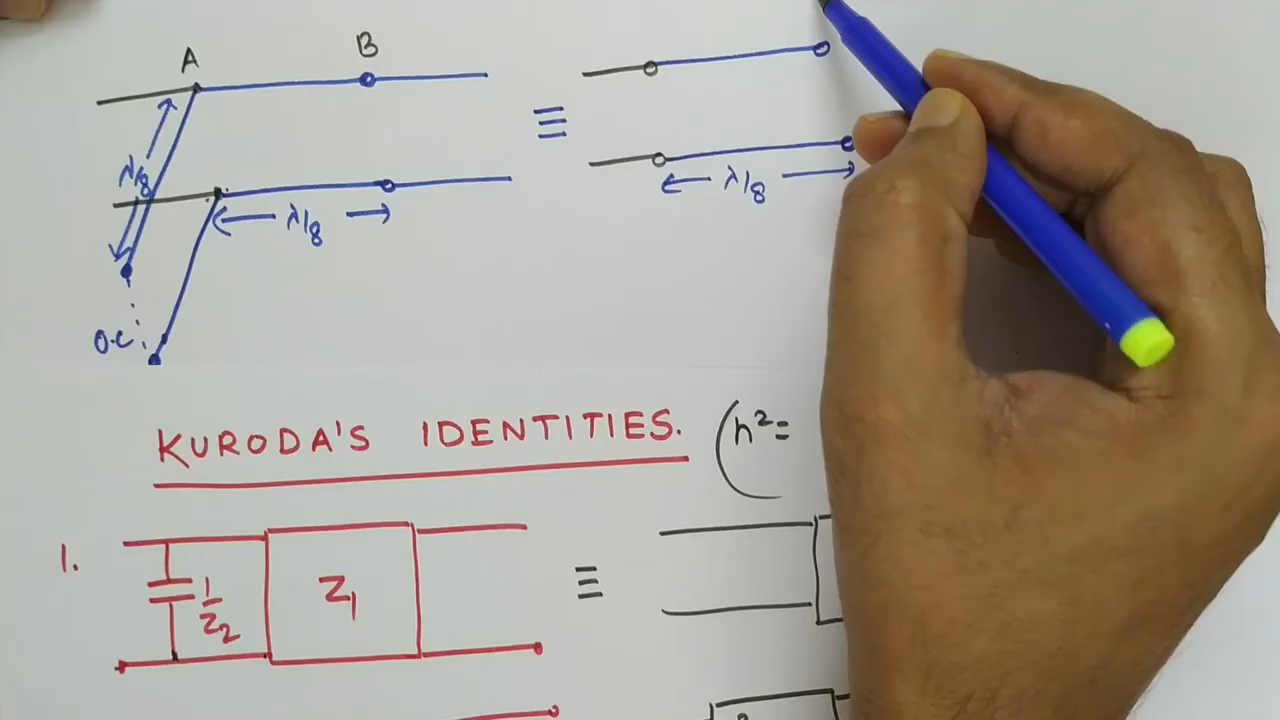 A
B
≡
λ/8
λ/8
λ/8
O.C.
KURODA'S IDENTITIES. (n²=
1.
1/Z₂
Z₁
≡